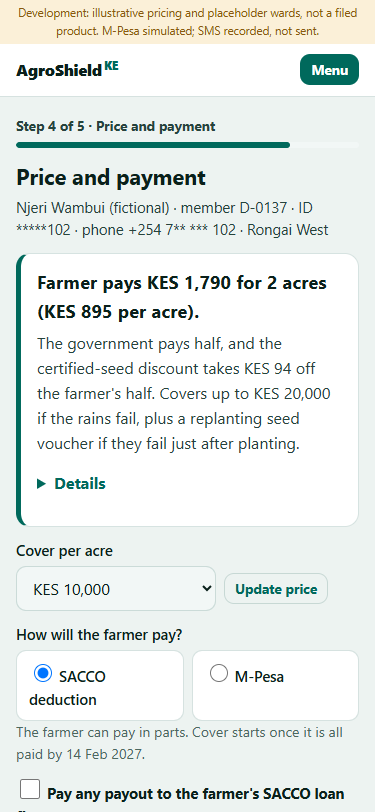 Development: illustrative pricing and placeholder wards, not a filed
product. M-Pesa simulated; SMS recorded, not sent.
AgroShield KE
Menu
Step 4 of 5 · Price and payment
Price and payment
Njeri Wambui (fictional) · member D-0137 · ID
*****102 · phone +254 7** *** 102 · Rongai West
Farmer pays KES 1,790 for 2 acres
(KES 895 per acre).
The government pays half, and the
certified-seed discount takes KES 94 off
the farmer's half. Covers up to KES 20,000
if the rains fail, plus a replanting seed
voucher if they fail just after planting.
Details
Cover per acre
KES 10,000
Update price
How will the farmer pay?
SACCO
deduction
M-Pesa
The farmer can pay in parts. Cover starts once it is all
paid by 14 Feb 2027.
Pay any payout to the farmer's SACCO loan